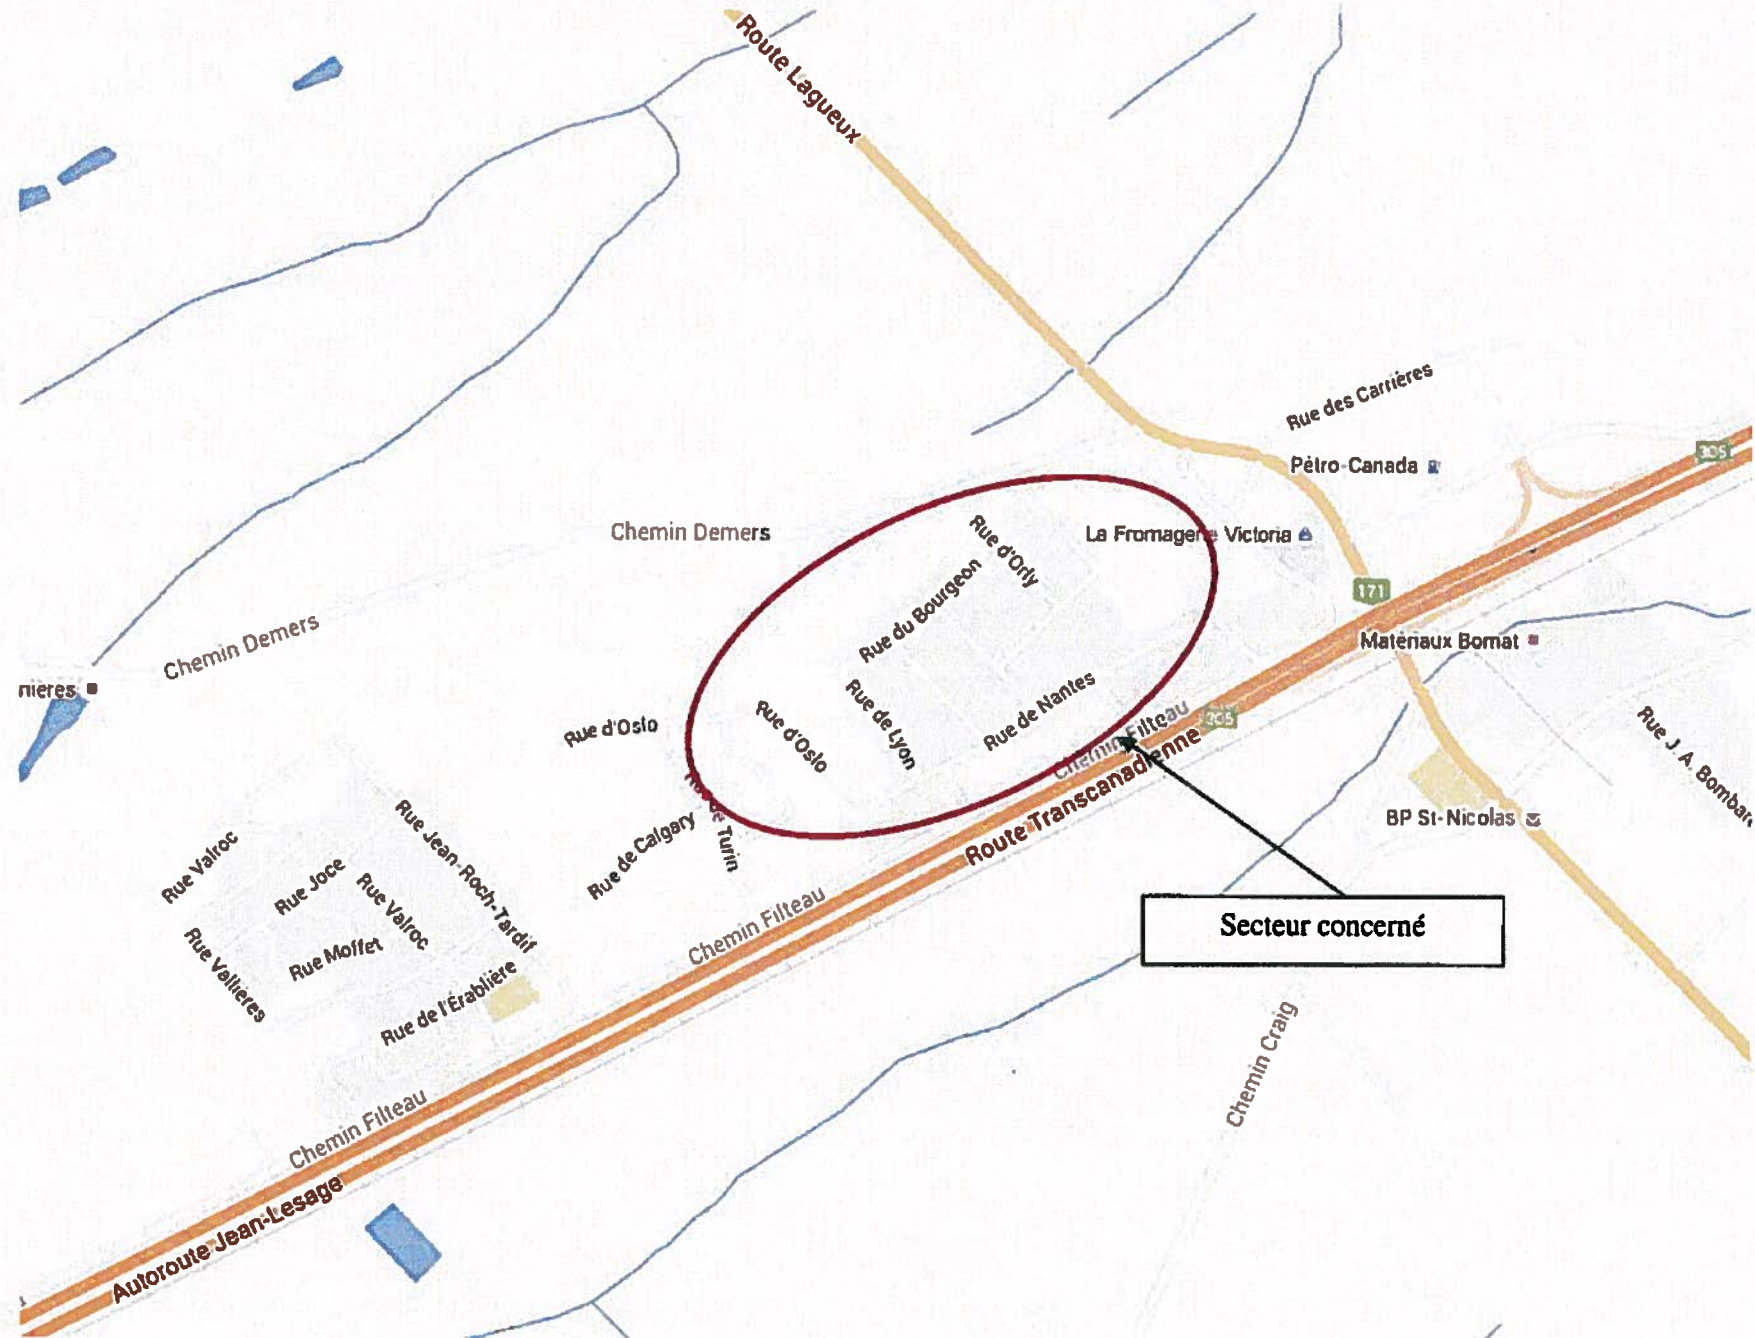 Route Lagueux
Rue des Carrières
Pétro-Canada
305
Chemin Demers
Rue d'Orly
La Fromagerie Victoria
Rue du Bourgeon
171
Chemin Demers
Matériaux Bomat
nieres
Rue d'Oslo
Rue d'Oslo
Rue de Lyon
Rue de Nantes
Chemin Filteau
305
Rue J. A. Bombar
Route Transcanadienne
Rue de Turin
Rue de Calgary
BP St-Nicolas
Rue Valroc
Rue Joce
Rue Valroc
Rue Jean-Roch-Tardif
Rue Moffet
Rue Vallieres
Rue de l'Érablière
Chemin Filteau
Secteur concerné
Chemin Craig
Chemin Filteau
Autoroute Jean-Lesage